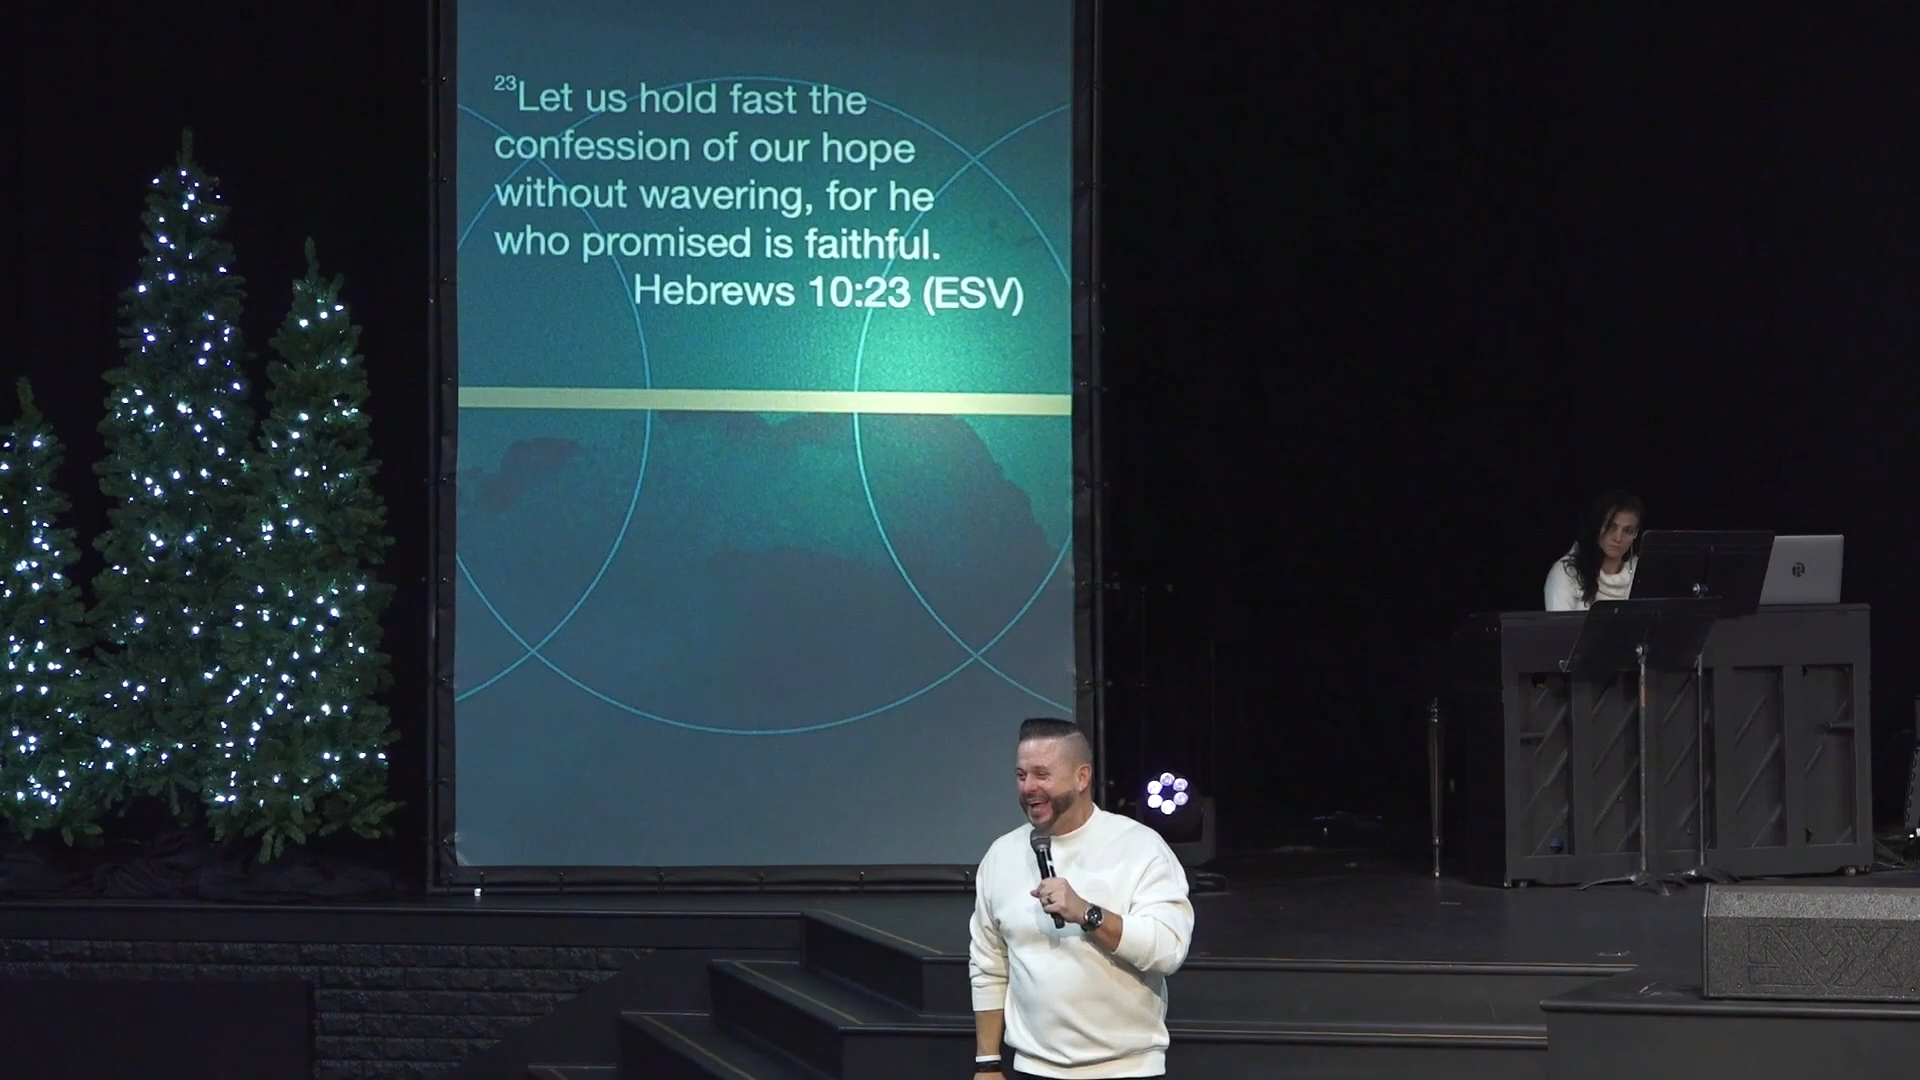 23Let us hold fast the
confession of our hope
without wavering, for he
who promised is faithful.
Hebrews 10:23 (ESV)